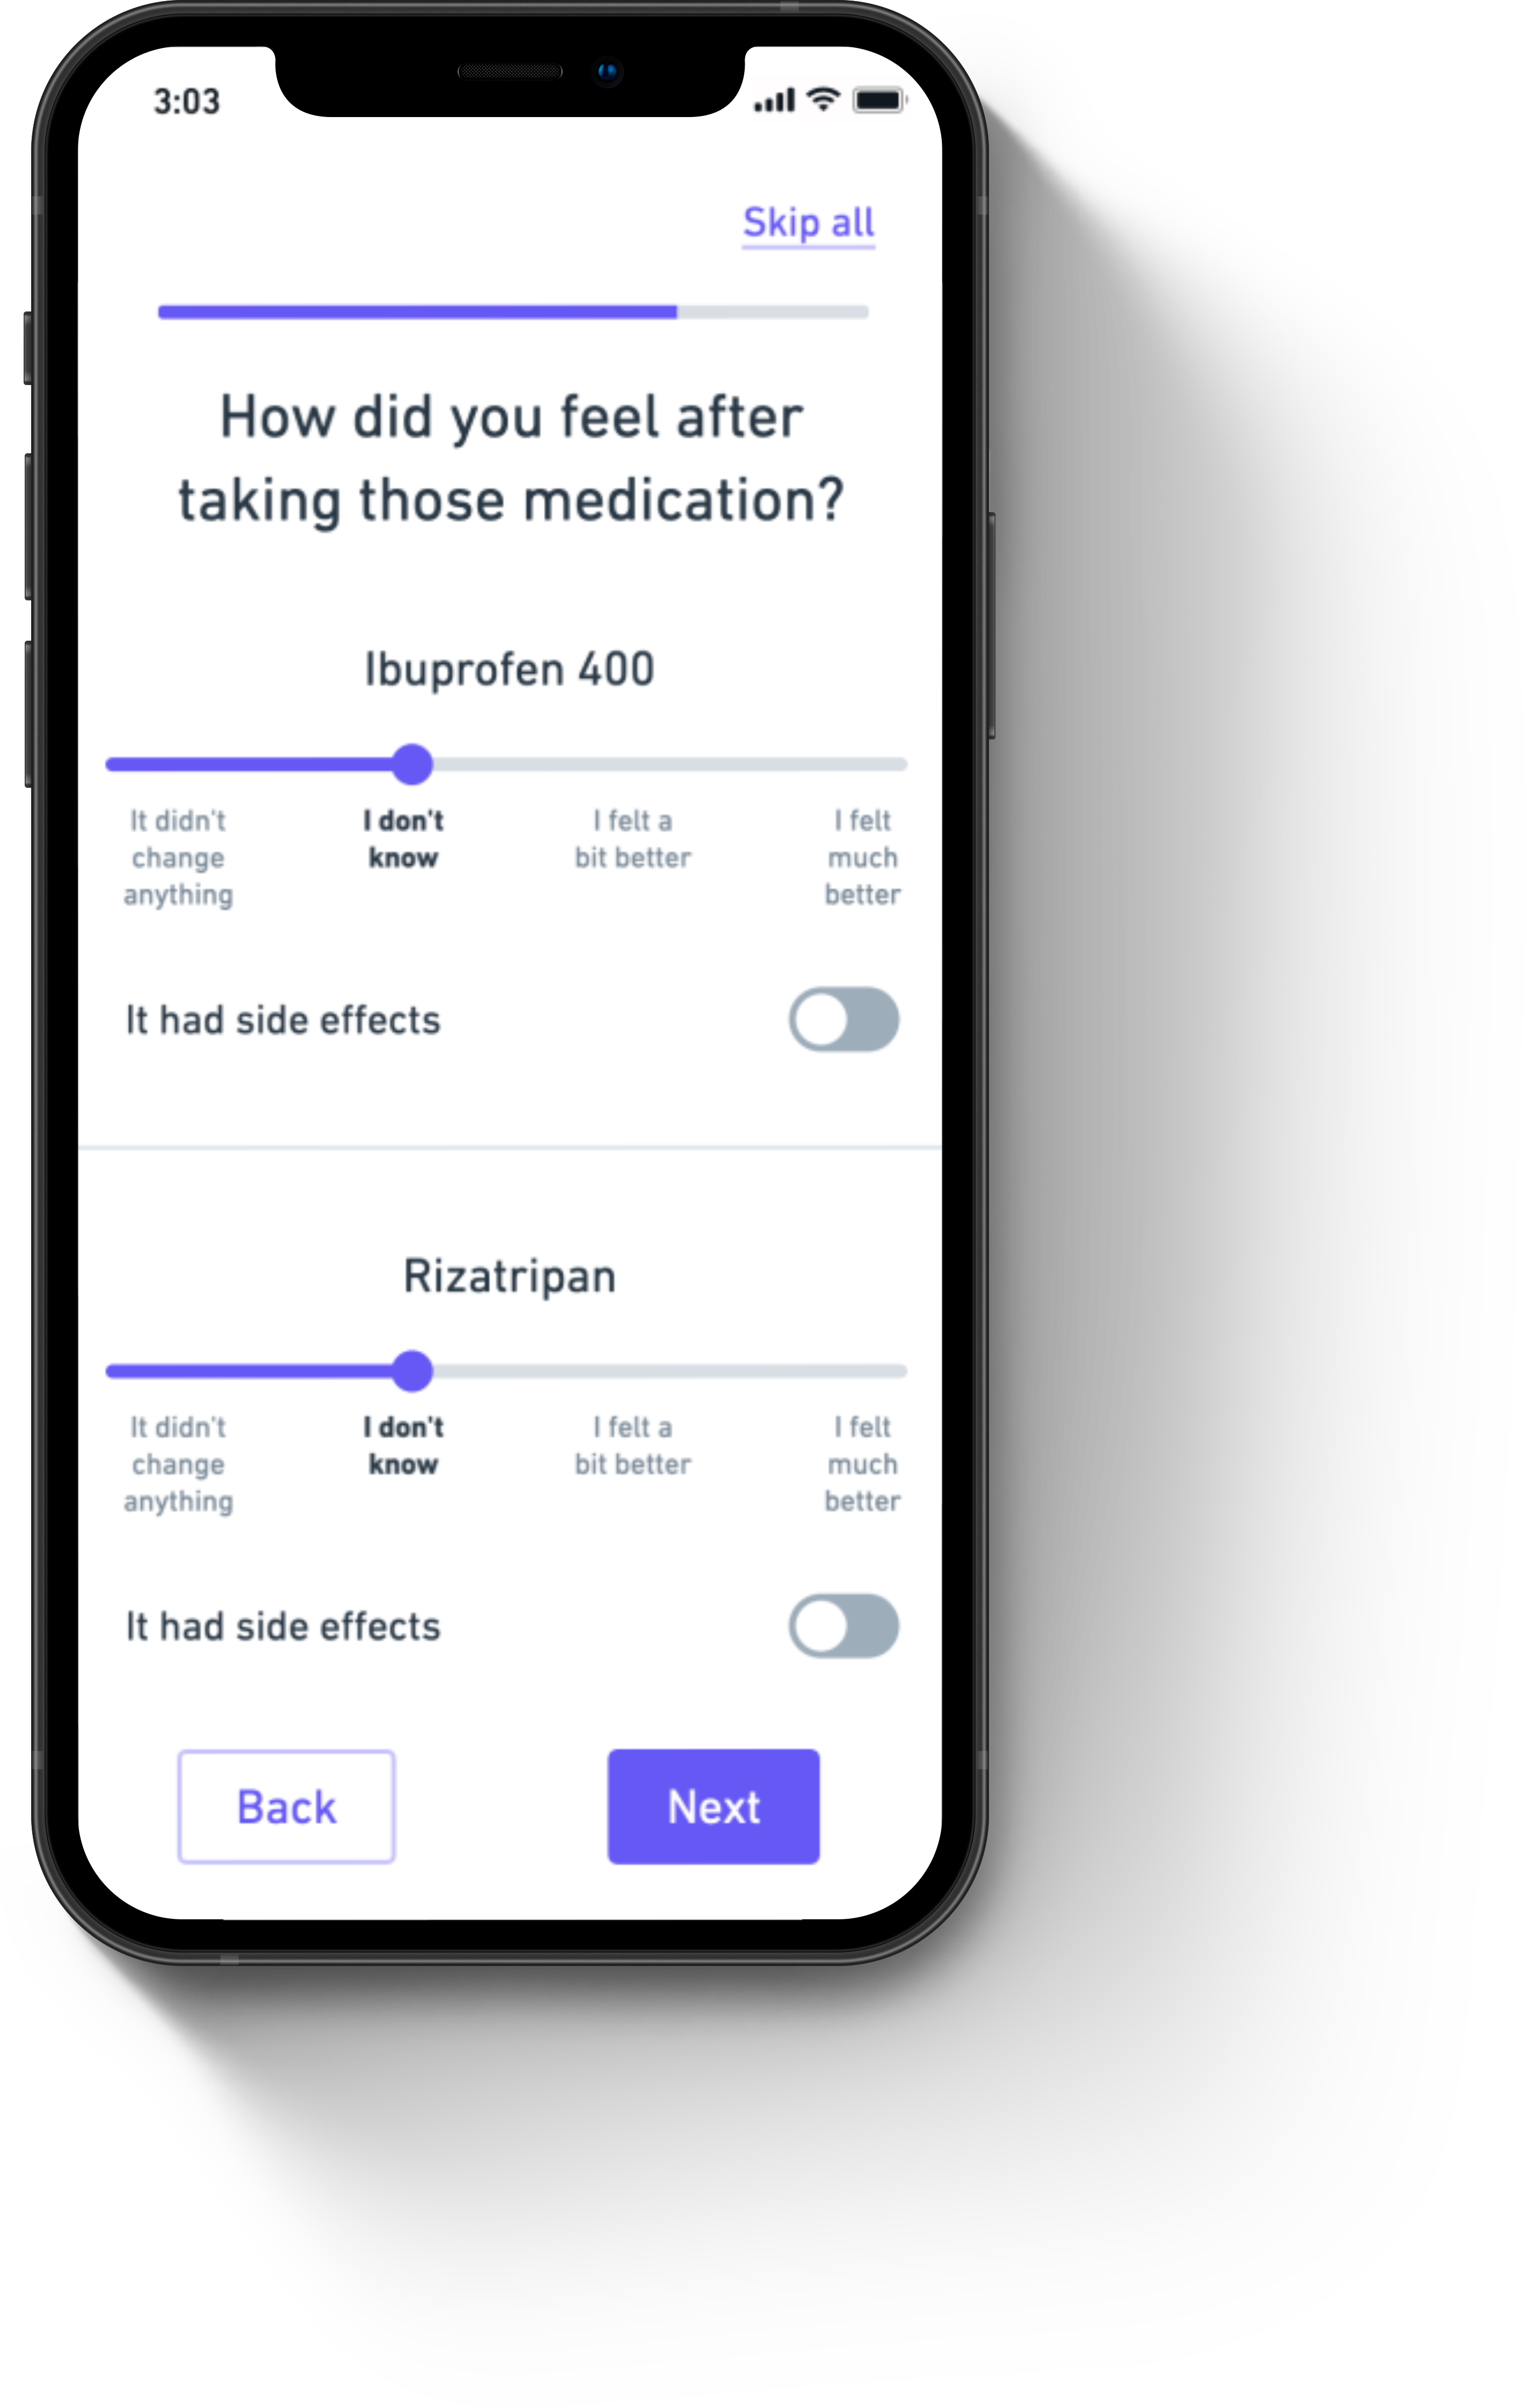 3:03
Skip all
How did you feel after
taking those medication?
Ibuprofen 400
It didn't change anything
I don't know
I felt a bit better
I felt much better
It had side effects
Rizatripan
It didn't change anything
I don't know
I felt a bit better
I felt much better
It had side effects
Back
Next